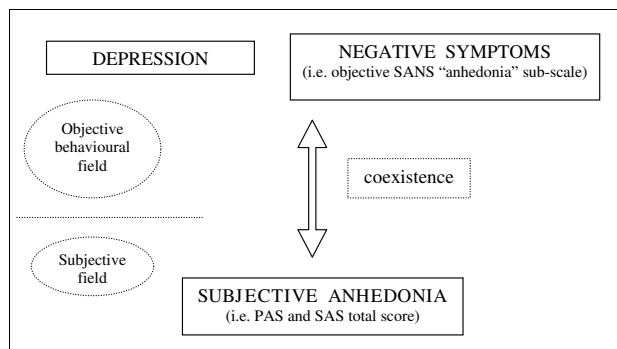 DEPRESSION
NEGATIVE SYMPTOMS
(i.e. objective SANS “anhedonia” sub-scale)
Objective
behavioural
field
coexistence
Subjective
field
SUBJECTIVE ANHEDONIA
(i.e. PAS and SAS total score)